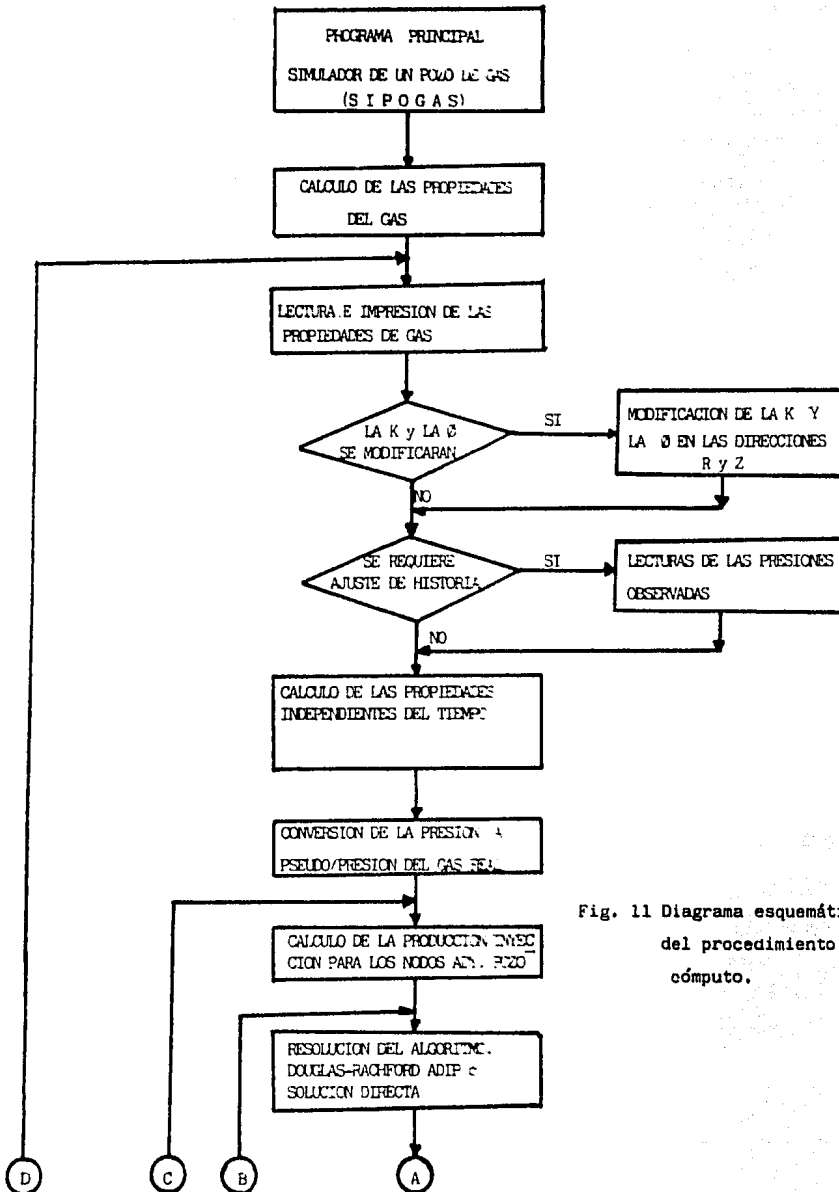 PROGRAMA PRINCIPAL
SIMULADOR DE UN POZO DE GAS
(S I P O G A S)
CALCULO DE LAS PROPIEDADES
DEL GAS
LECTURA E IMPRESION DE LAS
PROPIEDADES DE GAS
LA K y LA Ø
SE MODIFICARAN
SI
MODIFICACION DE LA K Y
LA Ø EN LAS DIRECCIONES
R y Z
NO
SE REQUIERE
AJUSTE DE HISTORIA
SI
LECTURAS DE LAS PRESIONES
OBSERVADAS
NO
CALCULO DE LAS PROPIEDADES
INDEPENDIENTES DEL TIEMPO
CONVERSION DE LA PRESION A
PSEUDO/PRESION DEL GAS REAL
Fig. 11 Diagrama esquemáti
del procedimiento
cómputo.
CALCULO DE LA PRODUCCION INYEC
CION PARA LOS NODOS POZO
RESOLUCION DEL ALGORITMO.
DOUGLAS-RACHFORD ADIP
SOLUCION DIRECTA
D
C
B
A